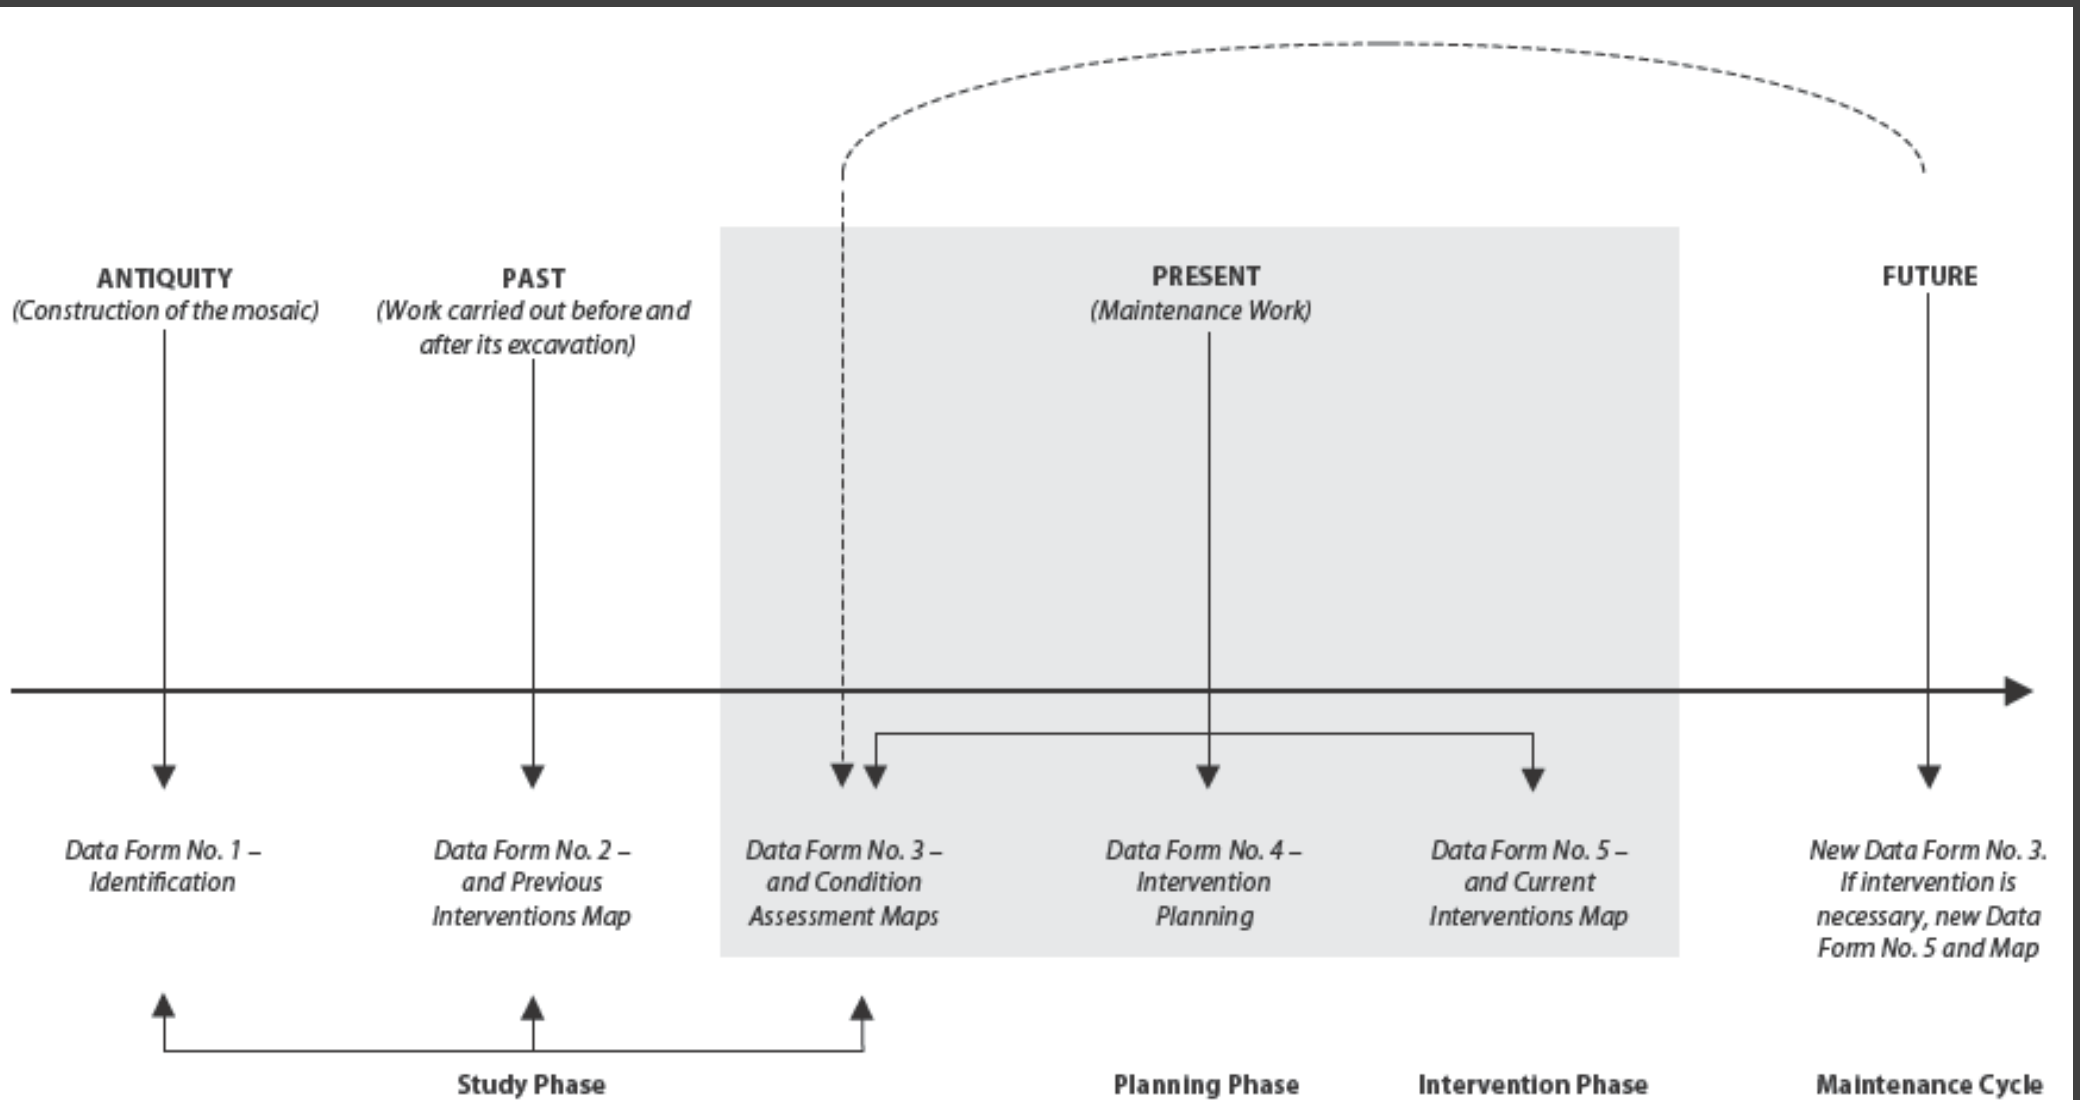 ANTIQUITY
(Construction of the mosaic)
PAST
(Work carried out before and
after its excavation)
PRESENT
(Maintenance Work)
FUTURE
Data Form No. 1 –
Identification
Data Form No. 2 –
and Previous
Interventions Map
Data Form No. 3 –
and Condition
Assessment Maps
Data Form No. 4 –
Intervention
Planning
Data Form No. 5 –
and Current
Interventions Map
New Data Form No. 3.
If intervention is
necessary, new Data
Form No. 5 and Map
Study Phase
Planning Phase
Intervention Phase
Maintenance Cycle